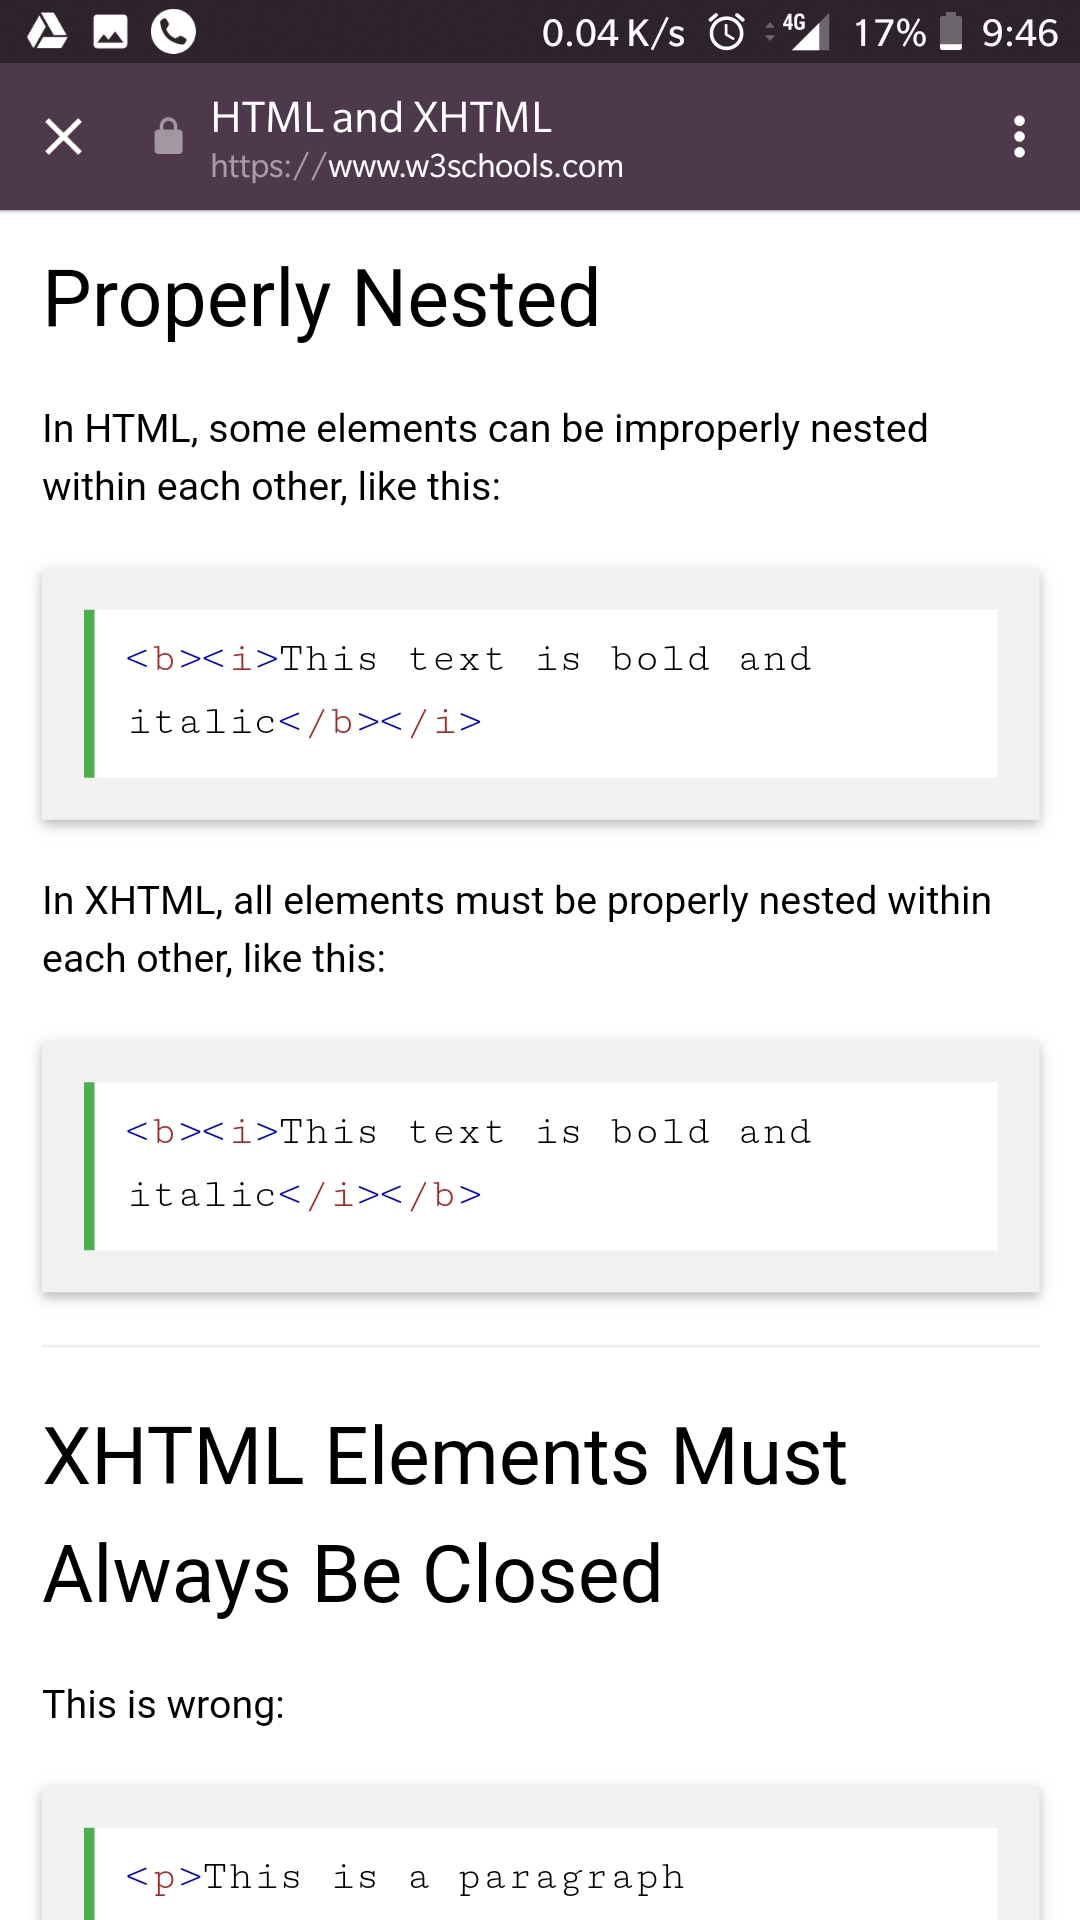 0.04 K/s 4G 17% 9:46
HTML and XHTML
https://www.w3schools.com
Properly Nested
In HTML, some elements can be improperly nested
within each other, like this:
<b><i>This text is bold and
italic</b></i>
In XHTML, all elements must be properly nested within
each other, like this:
<b><i>This text is bold and
italic</i></b>
XHTML Elements Must
Always Be Closed
This is wrong:
<p>This is a paragraph